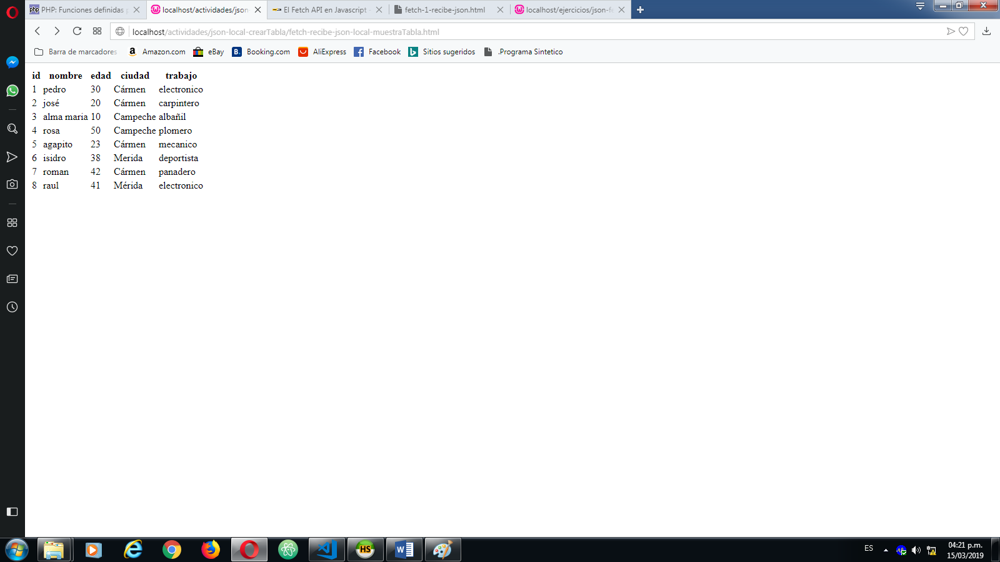 php PHP: Funciones definidas p localhost/actividades/json- El Fetch API en Javascript - fetch-1-recibe-json.html localhost/ejercicios/json-fe
localhost/actividades/json-local-crearTabla/fetch-recibe-json-local-muestraTabla.html
Barra de marcadores a Amazon.com eBay B. Booking.com AliExpress Facebook Sitios sugeridos .Programa Sintetico
id nombre edad ciudad trabajo
1 pedro 30 Cármen electronico
2 josé 20 Cármen carpintero
3 alma maria 10 Campeche albañil
4 rosa 50 Campeche plomero
5 agapito 23 Cármen mecanico
6 isidro 38 Merida deportista
7 roman 42 Cármen panadero
8 raul 41 Mérida electronico
HS W ES 04:21 p.m.
15/03/2019